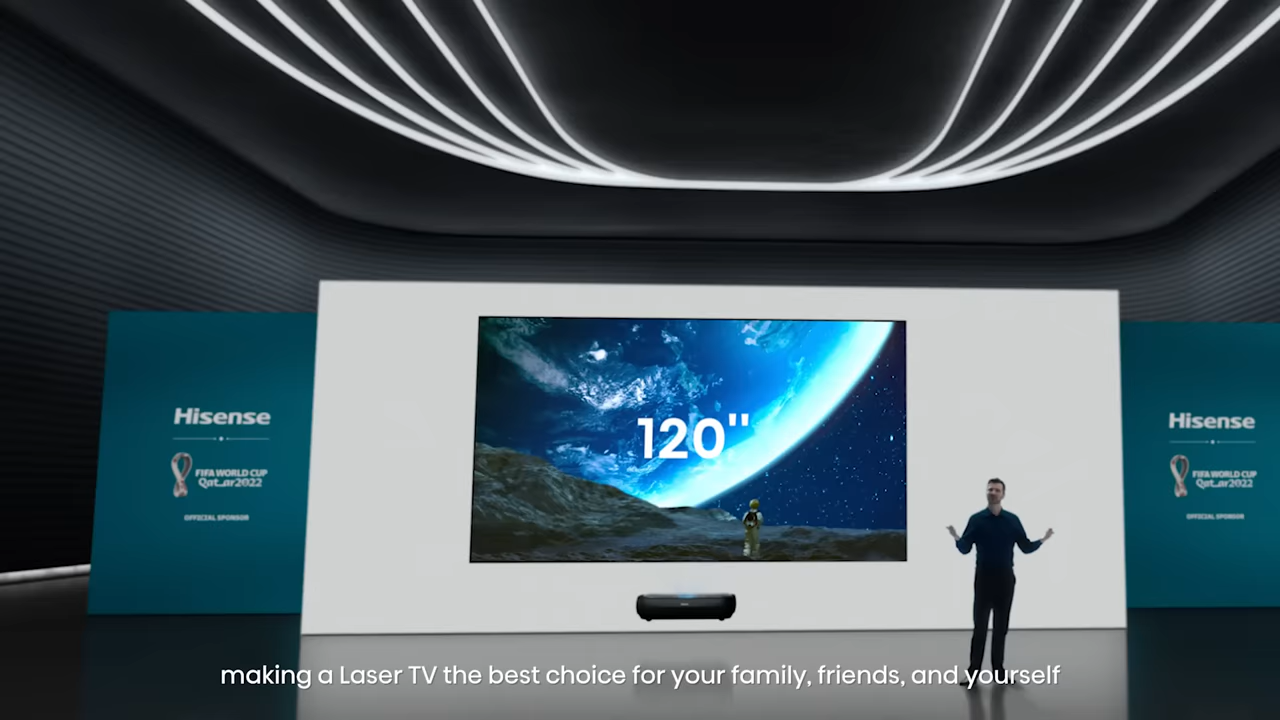 120"
Hisense
FIFA WORLD CUP
Qatar2022
OFFICIAL SPONSOR
Hisense
FIFA WORLD CUP
Qatar2022
OFFICIAL SPONSOR
making a Laser TV the best choice for your family, friends, and yourself